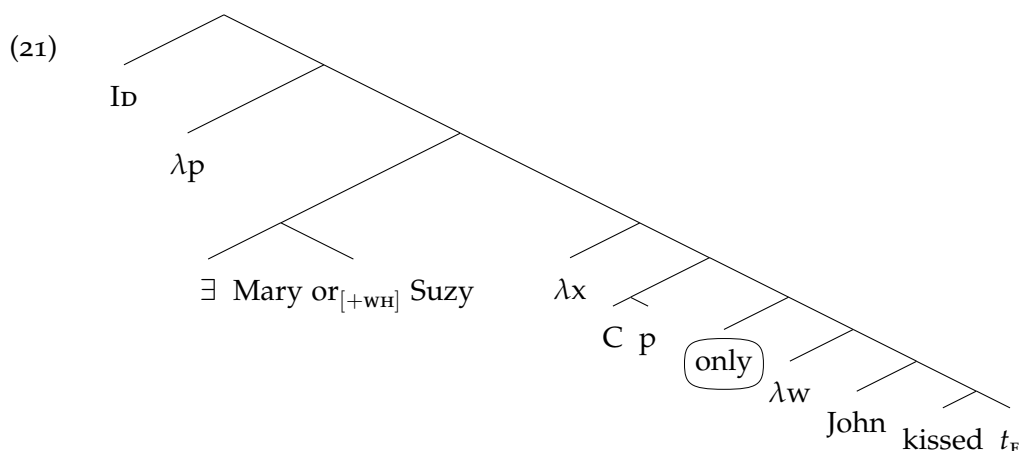 (21)
ID
λp
∃ Mary or[+WH] Suzy
λx
C p
only
λw
John
kissed tF